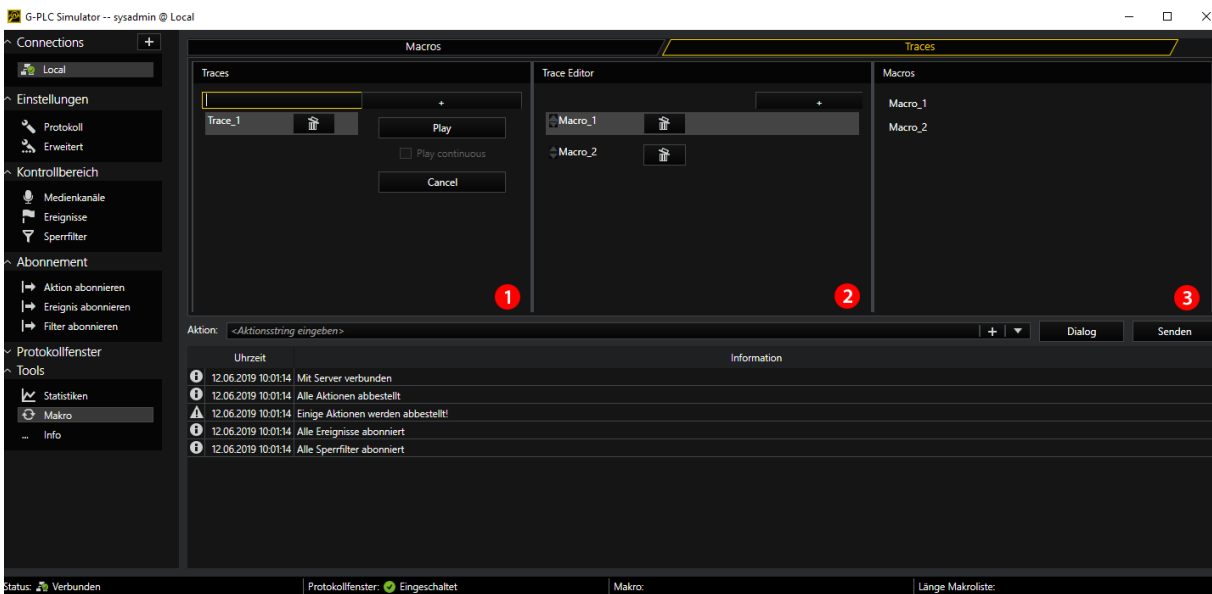 G-PLC Simulator -- sysadmin @ Local
Connections +
Local
Einstellungen
Protokoll
Erweitert
Kontrollbereich
Medienkanäle
Ereignisse
Sperrfilter
Abonnement
Aktion abonnieren
Ereignis abonnieren
Filter abonnieren
Protokollfenster
Tools
Statistiken
Makro
... Info
Macros Traces
Traces
+
Trace_1
Play
Play continuous
Cancel
1
Trace Editor
+
Macro_1
Macro_2
2
Macros
Macro_1
Macro_2
3
Aktion: <Aktionsstring eingeben> + Dialog Senden
Uhrzeit Information
12.06.2019 10:01:14 Mit Server verbunden
12.06.2019 10:01:14 Alle Aktionen abbestellt
12.06.2019 10:01:14 Einige Aktionen werden abbestellt!
12.06.2019 10:01:14 Alle Ereignisse abonniert
12.06.2019 10:01:14 Alle Sperrfilter abonniert
Status: Verbunden Protokollfenster: Eingeschaltet Makro: Länge Makroliste: